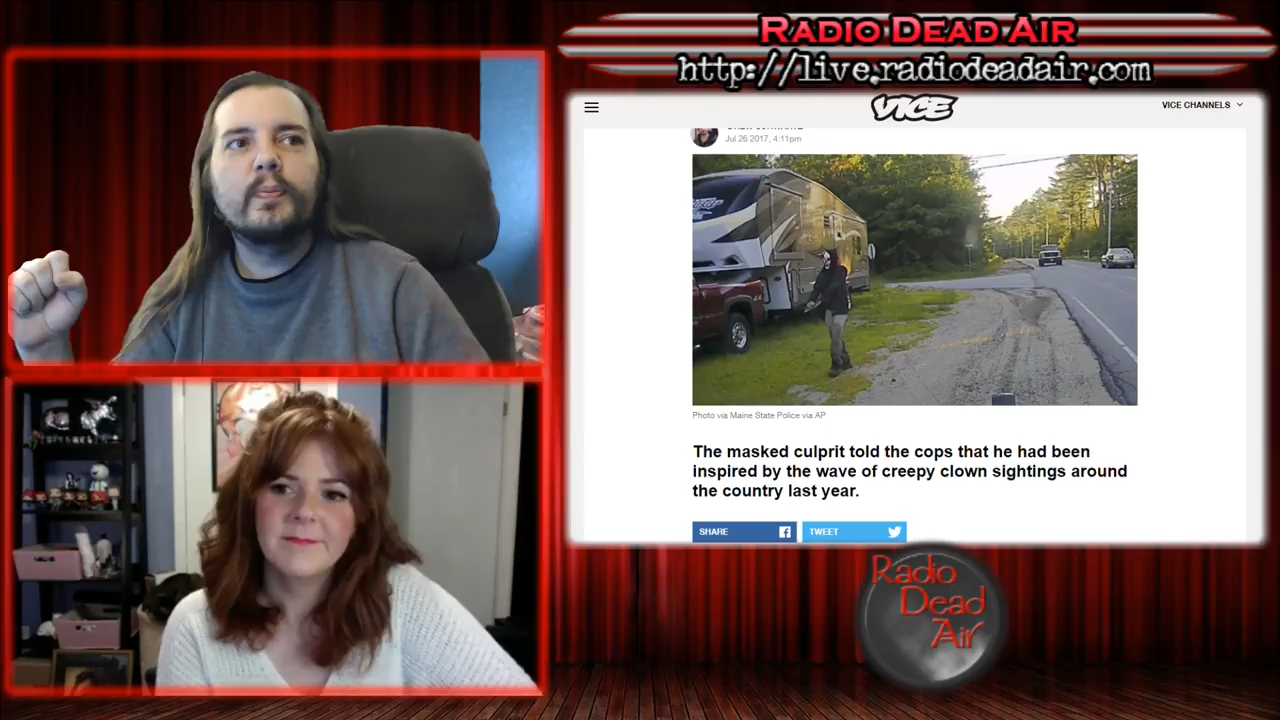 RADIO DEAD AIR
http://live.radiodeadair.com
VICE
VICE CHANNELS
Jul 26 2017, 4:11pm
Photo via Maine State Police via AP
The masked culprit told the cops that he had been
inspired by the wave of creepy clown sightings around
the country last year.
SHARE
TWEET
Radio
Dead
Air